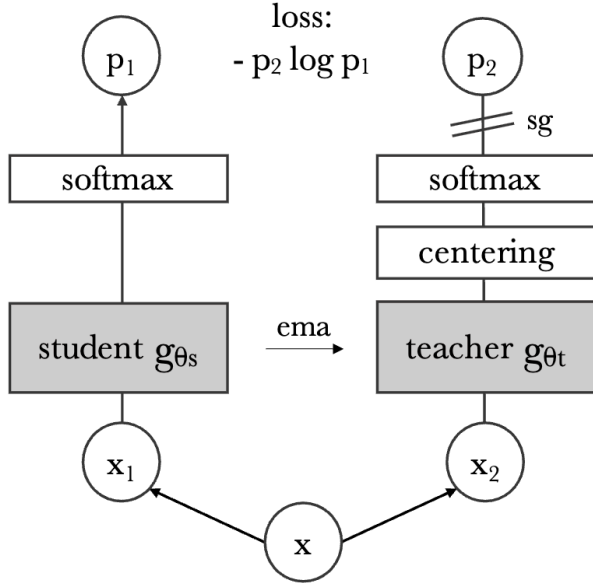 loss:
- p₂ log p₁
p₁
p₂
sg
softmax
softmax
centering
student gθs
ema
teacher gθt
x₁
x₂
x